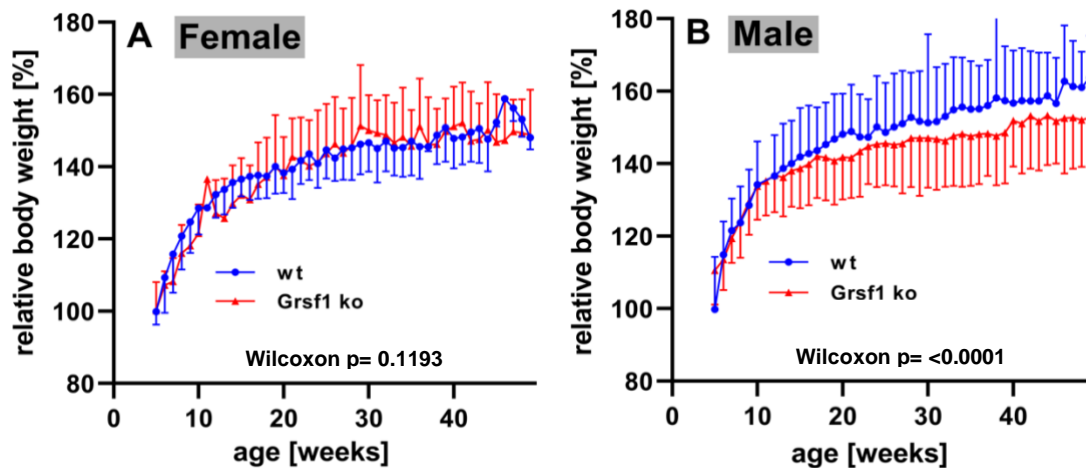 A Female
relative body weight [%]
180
160
140
120
100
80
wt
Grsf1 ko
Wilcoxon p= 0.1193
0
10
20
30
40
age [weeks]
B Male
relative body weight [%]
180
160
140
120
100
80
wt
Grsf1 ko
Wilcoxon p= <0.0001
0
10
20
30
40
age [weeks]